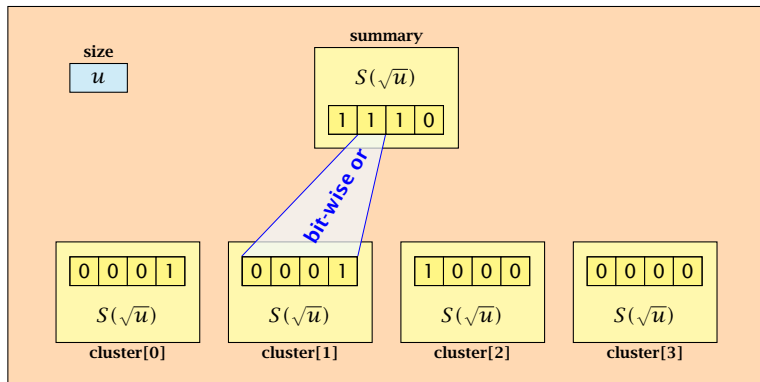 summary
size
u
S(√u)
1 1 1 0
bit-wise or
0 0 0 1
0 0 0 1
1 0 0 0
0 0 0 0
S(√u)
S(√u)
S(√u)
S(√u)
cluster[0]
cluster[1]
cluster[2]
cluster[3]